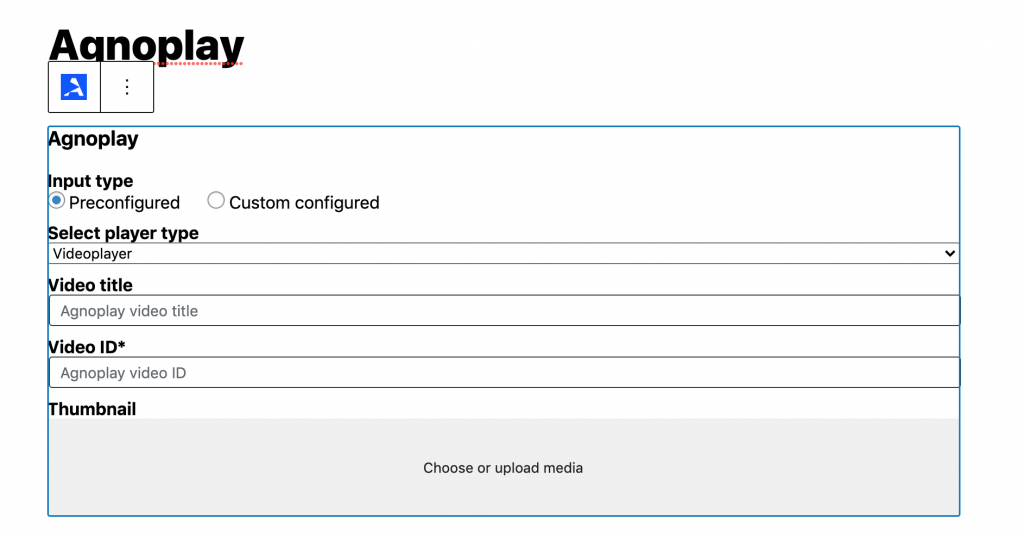 Agnoplay
Agnoplay
Input type
Preconfigured Custom configured
Select player type
Videoplayer
Video title
Agnoplay video title
Video ID*
Agnoplay video ID
Thumbnail
Choose or upload media